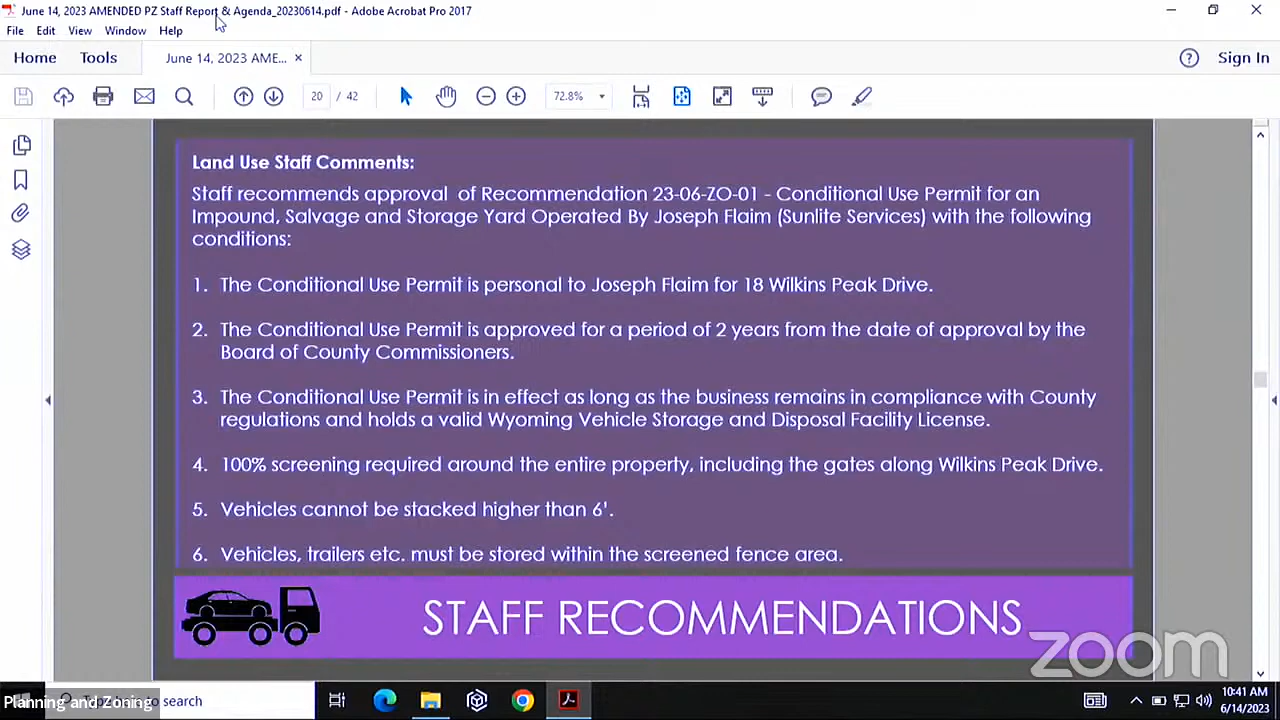 June 14, 2023 AMENDED PZ Staff Report & Agenda_20230614.pdf - Adobe Acrobat Pro 2017
File Edit View Window Help
Home Tools June 14, 2023 AME... × Sign In
20 / 42 72.8%
Land Use Staff Comments:
Staff recommends approval of Recommendation 23-06-ZO-01 - Conditional Use Permit for an
Impound, Salvage and Storage Yard Operated By Joseph Flaim (Sunlite Services) with the following
conditions:
1. The Conditional Use Permit is personal to Joseph Flaim for 18 Wilkins Peak Drive.
2. The Conditional Use Permit is approved for a period of 2 years from the date of approval by the
Board of County Commissioners.
3. The Conditional Use Permit is in effect as long as the business remains in compliance with County
regulations and holds a valid Wyoming Vehicle Storage and Disposal Facility License.
4. 100% screening required around the entire property, including the gates along Wilkins Peak Drive.
5. Vehicles cannot be stacked higher than 6'.
6. Vehicles, trailers etc. must be stored within the screened fence area.
STAFF RECOMMENDATIONS
zoom
Planning and Zoning
to search
10:41 AM
6/14/2023